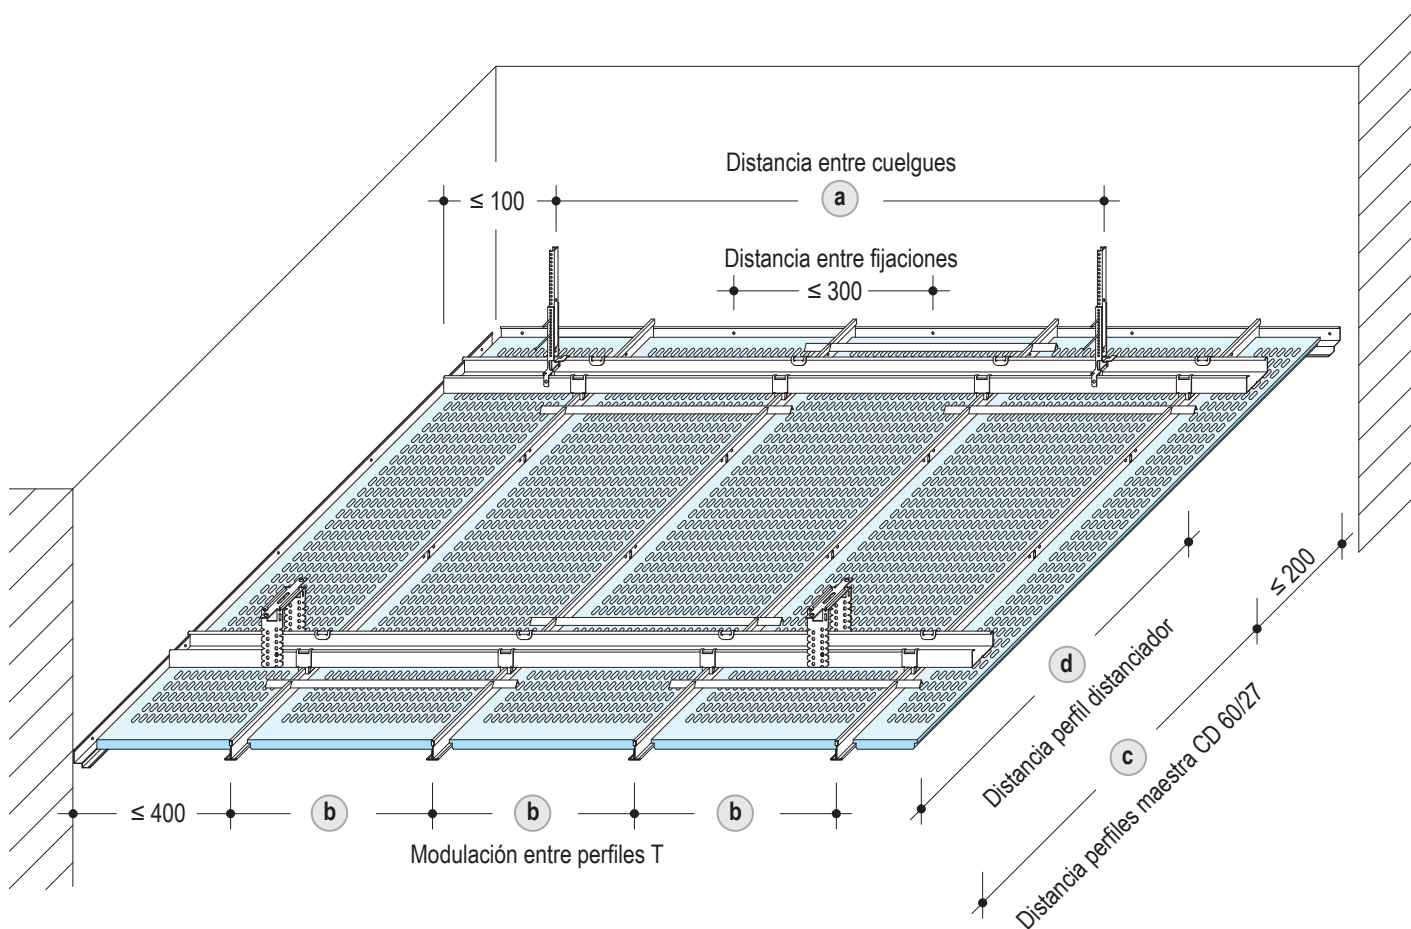 Distancia entre cuelgues
≤ 100
a
Distancia entre fijaciones
≤ 300
≤ 200
d
Distancia perfil distanciador
c
Distancia perfiles maestra CD 60/27
≤ 400
b
b
b
Modulación entre perfiles T